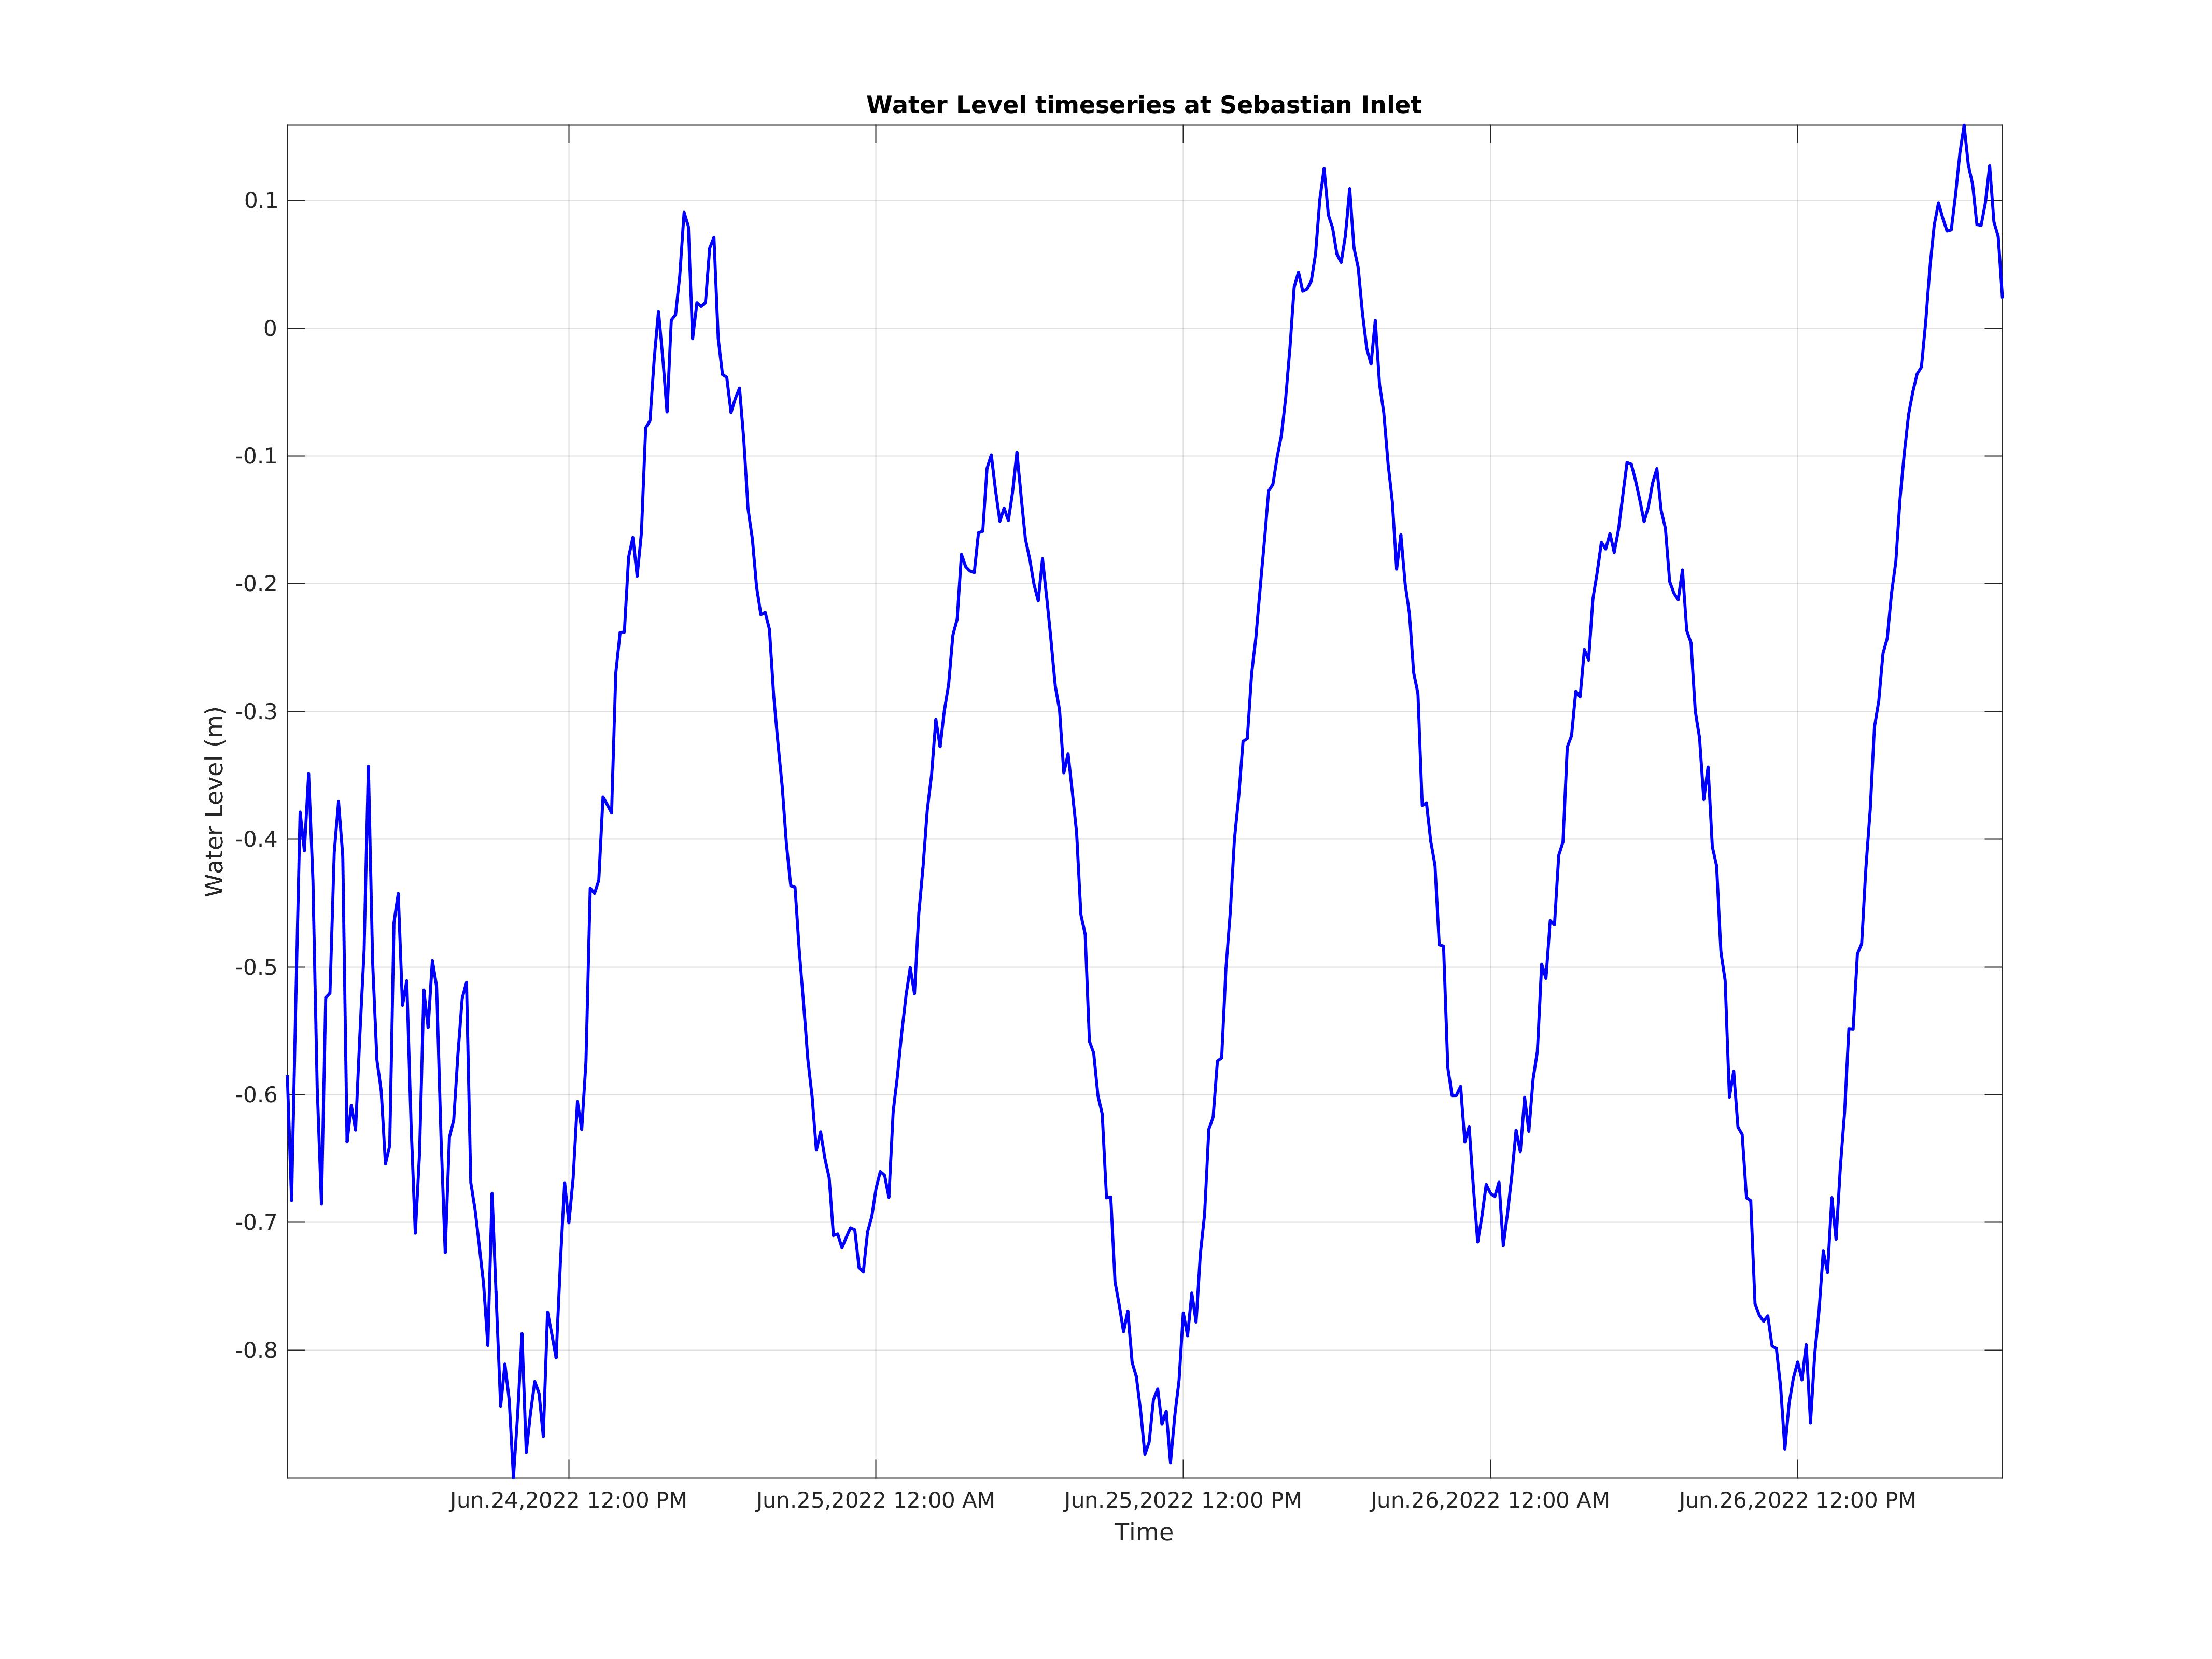 Water Level timeseries at Sebastian Inlet
0.1
0
-0.1
-0.2
-0.3
-0.4
-0.5
-0.6
-0.7
-0.8
Water Level (m)
Jun.24,2022 12:00 PM
Jun.25,2022 12:00 AM
Jun.25,2022 12:00 PM
Jun.26,2022 12:00 AM
Jun.26,2022 12:00 PM
Time